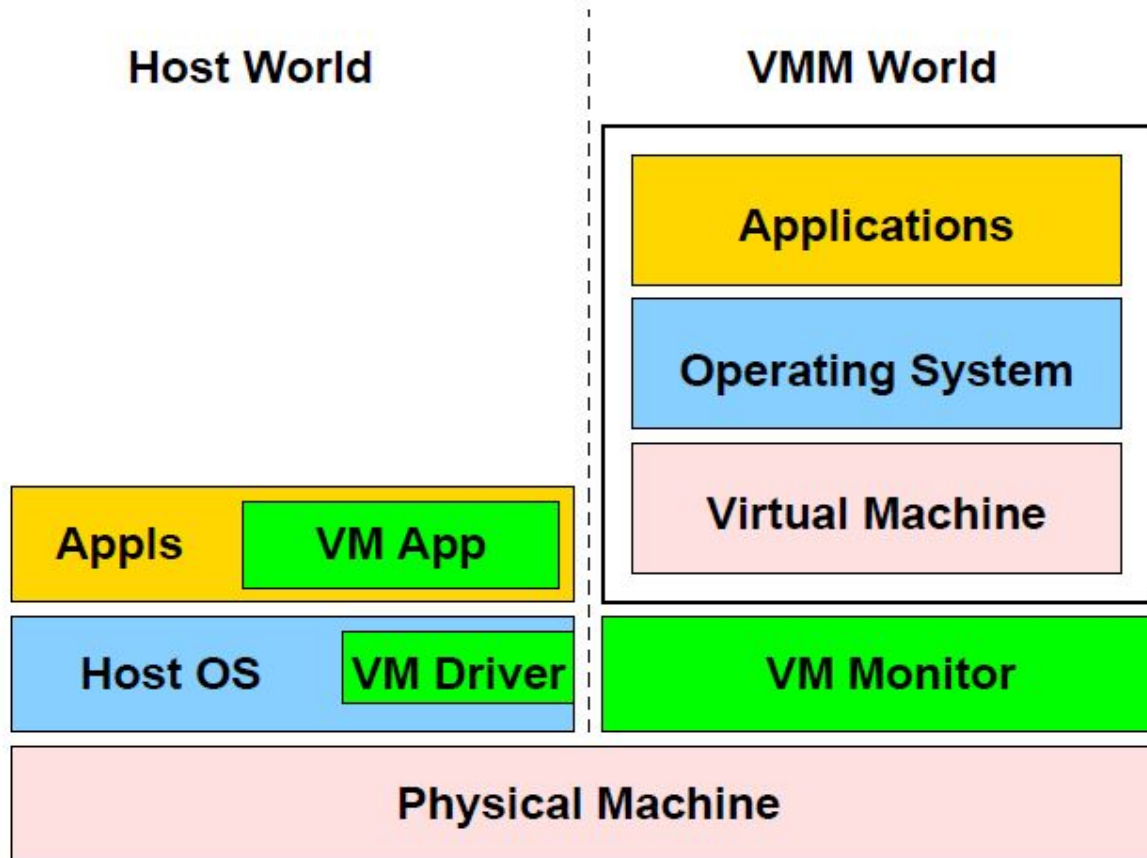 Host World
VMM World
Applications
Operating System
Virtual Machine
Appls
VM App
Host OS
VM Driver
VM Monitor
Physical Machine